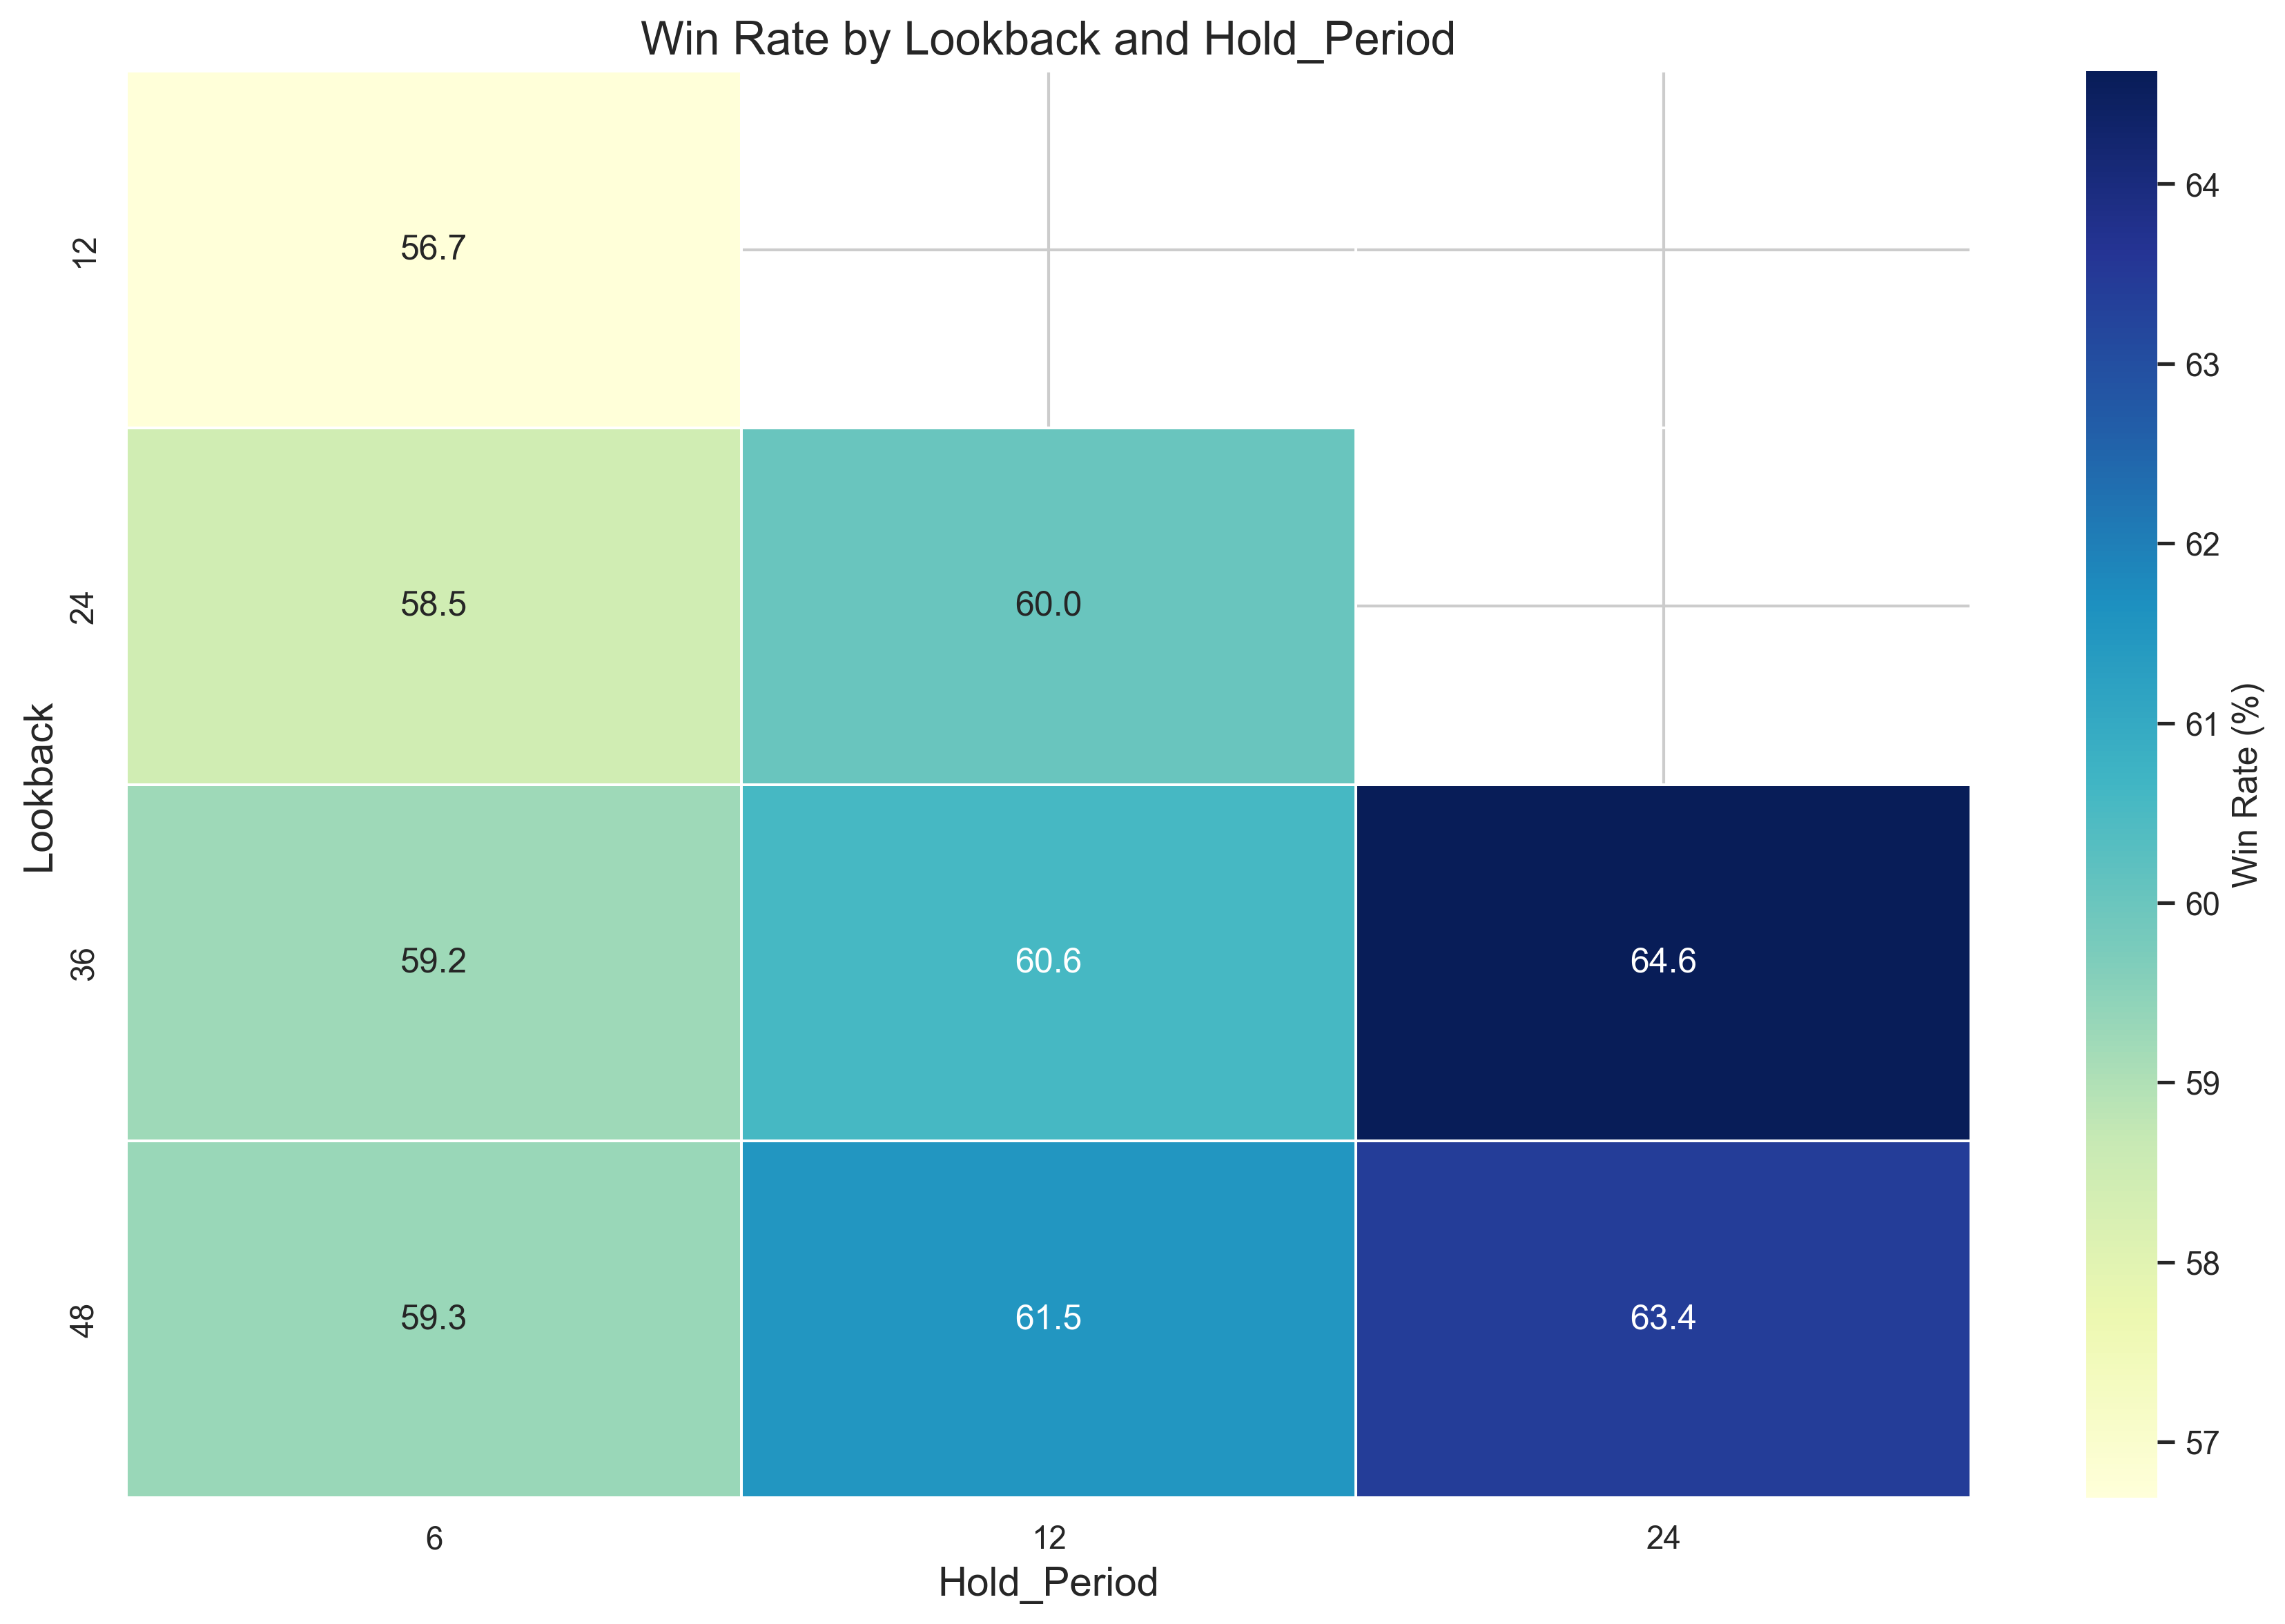 Win Rate by Lookback and Hold_Period
56.7
12
58.5 60.0
24
59.2 60.6 64.6
36
59.3 61.5 63.4
48
Lookback
6 12 24
Hold_Period
64
63
62
61
60
59
58
57
Win Rate (%)